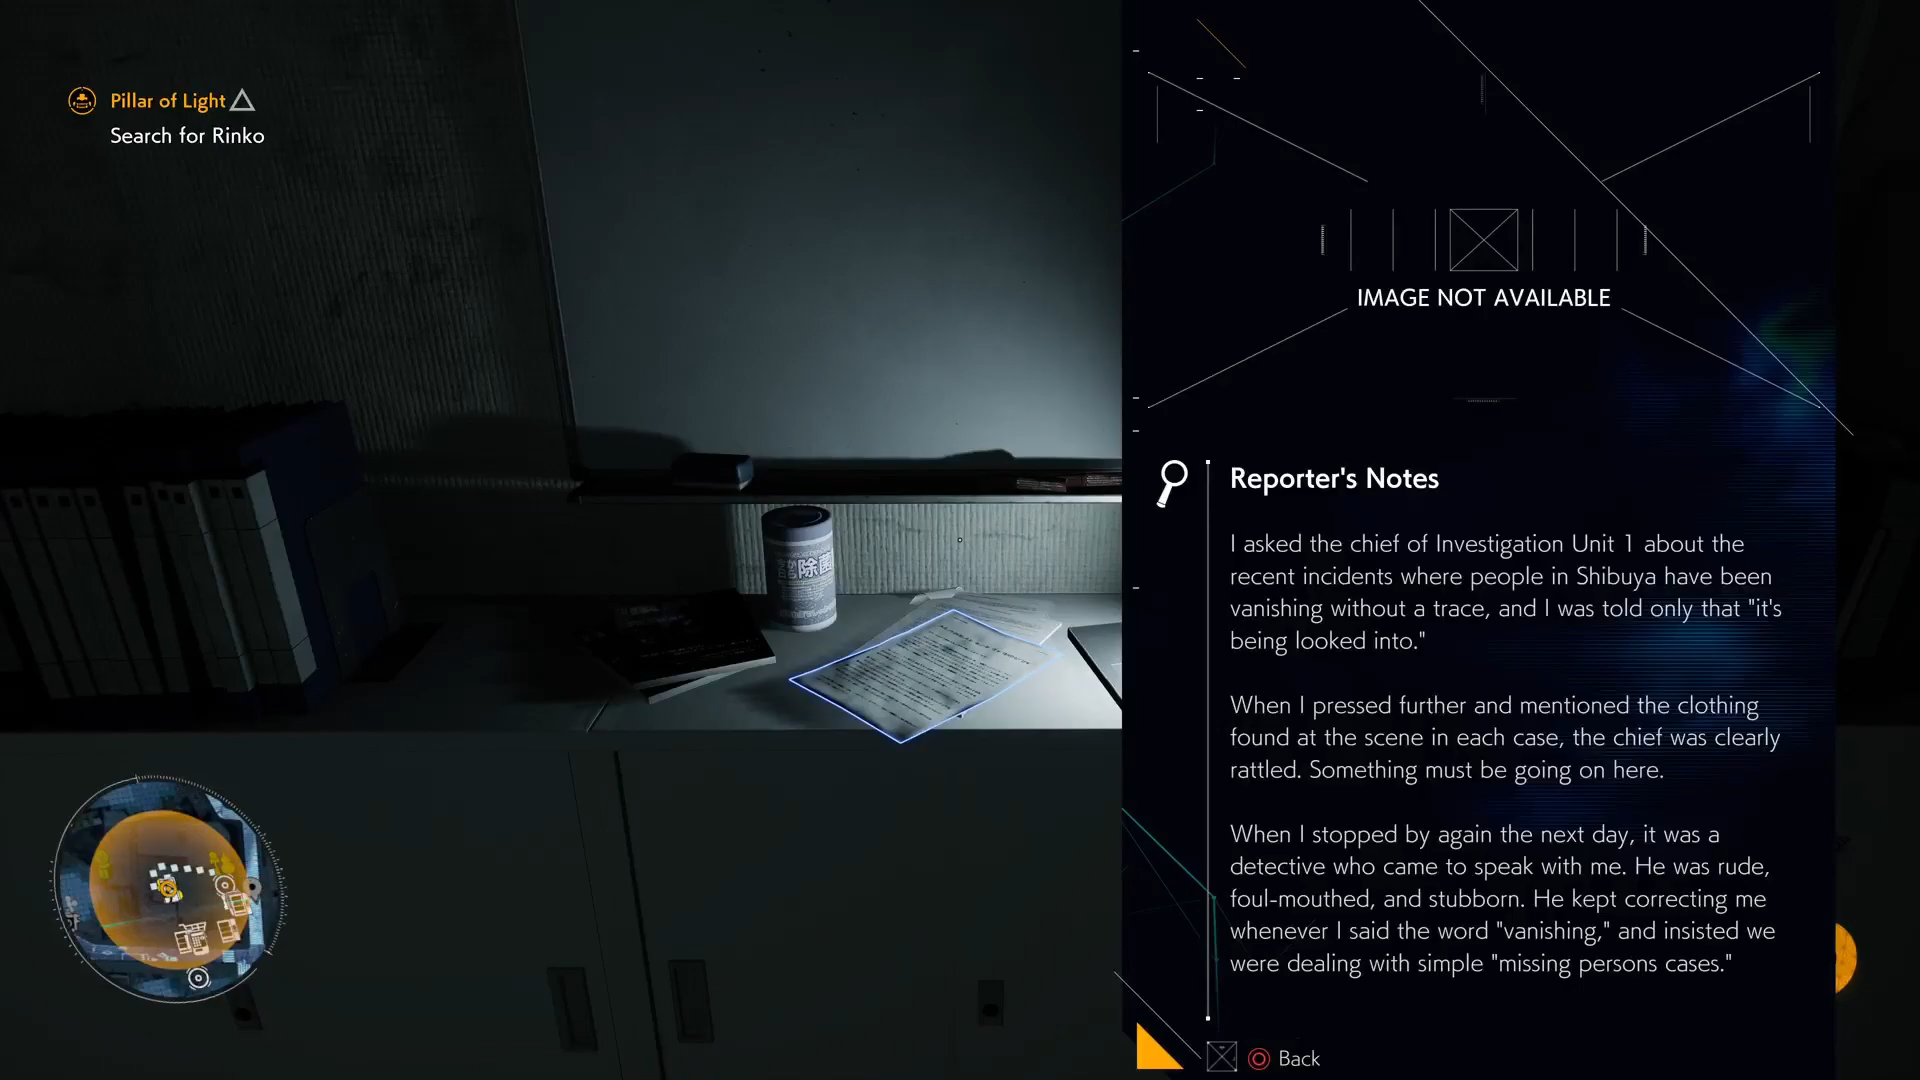 Pillar of Light
Search for Rinko
IMAGE NOT AVAILABLE
Reporter's Notes
I asked the chief of Investigation Unit 1 about the
recent incidents where people in Shibuya have been
vanishing without a trace, and I was told only that "it's
being looked into."
When I pressed further and mentioned the clothing
found at the scene in each case, the chief was clearly
rattled. Something must be going on here.
When I stopped by again the next day, it was a
detective who came to speak with me. He was rude,
foul-mouthed, and stubborn. He kept correcting me
whenever I said the word "vanishing," and insisted we
were dealing with simple "missing persons cases."
Back
除菌